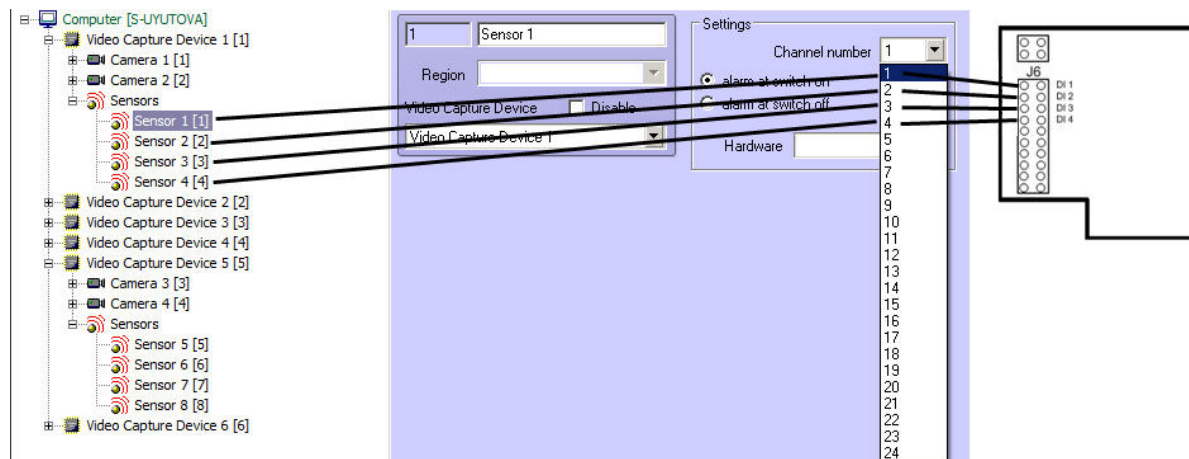 Computer [S-UYUTOVA]
Video Capture Device 1 [1]
Camera 1 [1]
Camera 2 [2]
Sensors
Sensor 1 [1]
Sensor 2 [2]
Sensor 3 [3]
Sensor 4 [4]
Video Capture Device 2 [2]
Video Capture Device 3 [3]
Video Capture Device 4 [4]
Video Capture Device 5 [5]
Camera 3 [3]
Camera 4 [4]
Sensors
Sensor 5 [5]
Sensor 6 [6]
Sensor 7 [7]
Sensor 8 [8]
Video Capture Device 6 [6]
1 Sensor 1
Region
Video Capture Device Disable
Video Capture Device 1
Settings
Channel number 1
alarm at switch on
alarm at switch off
Hardware
1
2
3
4
5
6
7
8
9
10
11
12
13
14
15
16
17
18
19
20
21
22
23
24
J6
DI 1
DI 2
DI 3
DI 4